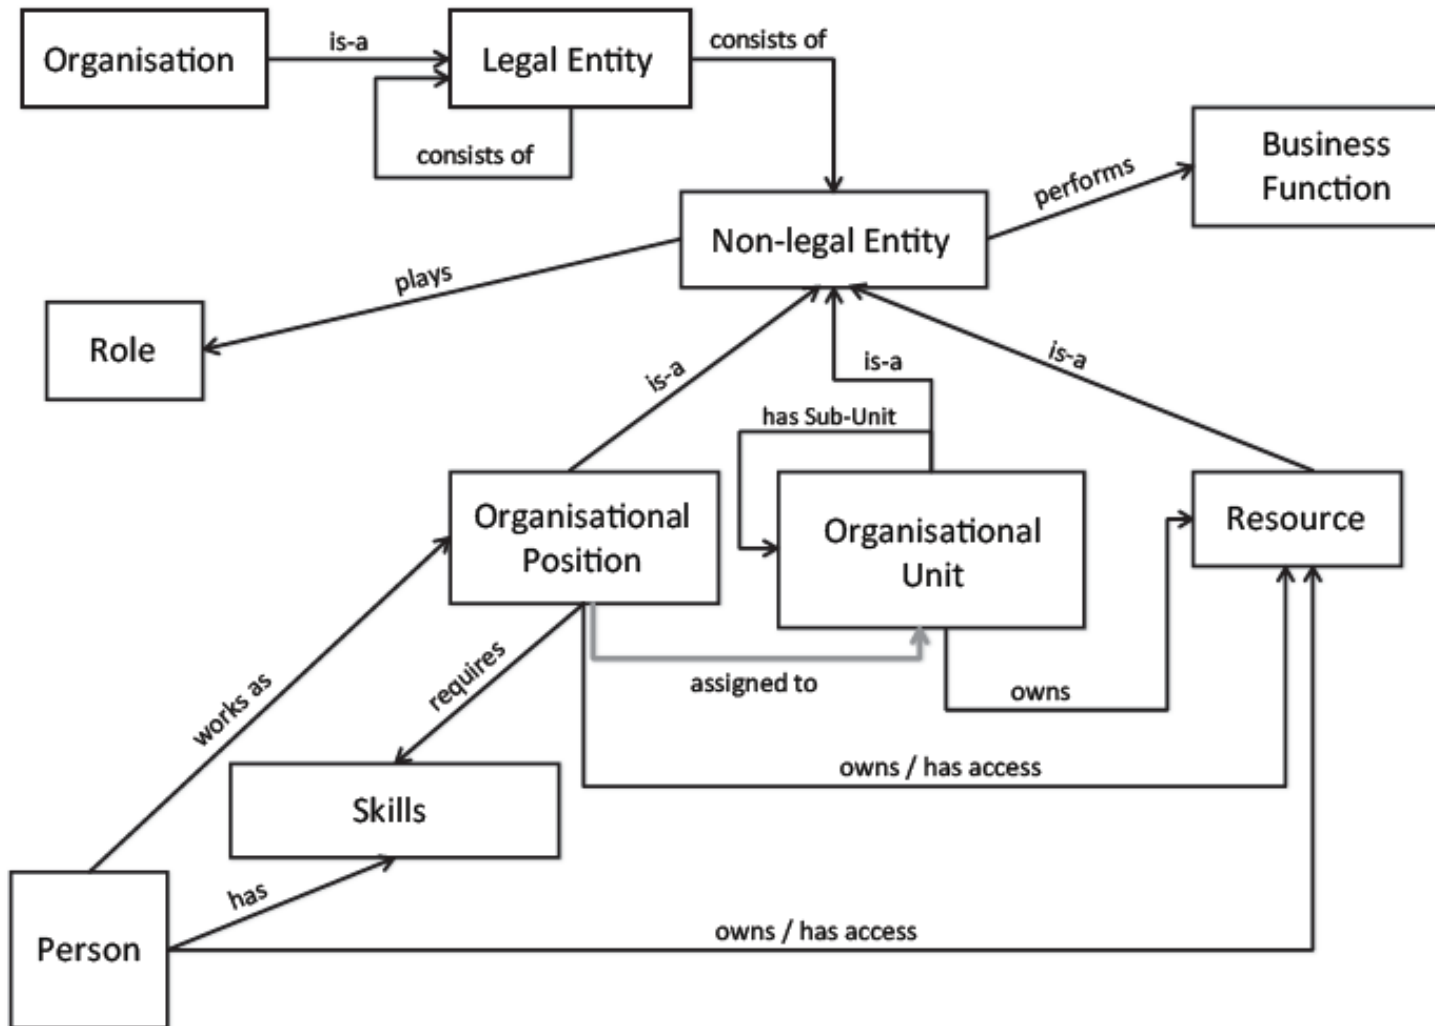 Organisation
is-a
Legal Entity
consists of
consists of
Business
Function
performs
Non-legal Entity
plays
Role
is-a
is-a
is-a
has Sub-Unit
Organisational
Position
Organisational
Unit
Resource
works as
requires
assigned to
owns
owns / has access
Skills
has
Person
owns / has access